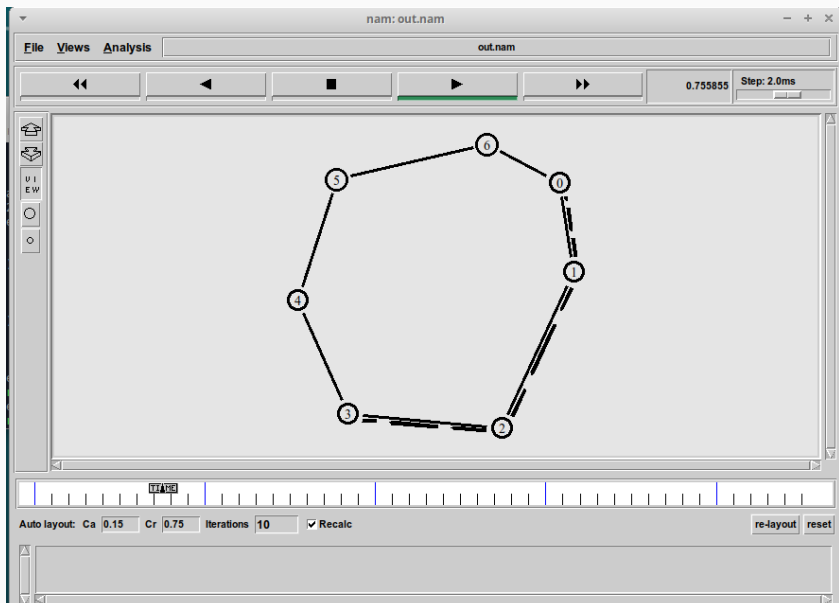 nam: out.nam
File Views Analysis out.nam
0.755855 Step: 2.0ms
V I
E W
6
5
0
1
4
3
2
TIME
Auto layout: Ca 0.15 Cr 0.75 Iterations 10 Recalc re-layout reset